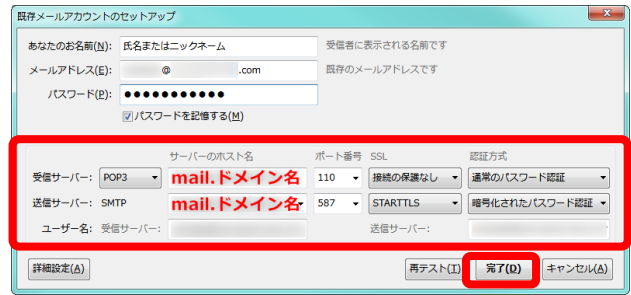 既存メールアカウントのセットアップ
あなたのお名前(N): 氏名またはニックネーム 受信者に表示される名前です
メールアドレス(E): @ .com 既存のメールアドレスです
パスワード(P): ●●●●●●●●●●●
パスワードを記憶する(M)
サーバーのホスト名 ポート番号 SSL 認証方式
受信サーバー: POP3 mail.ドメイン名 110 接続の保護なし 通常のパスワード認証
送信サーバー: SMTP mail.ドメイン名 587 STARTTLS 暗号化されたパスワード認証
ユーザー名: 受信サーバー: 送信サーバー:
詳細設定(A) 再テスト(T) 完了(D) キャンセル(A)